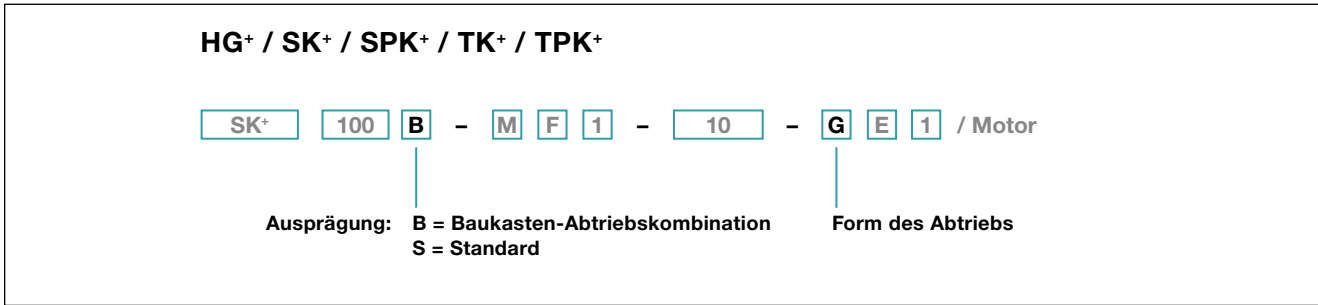 HG⁺ / SK⁺ / SPK⁺ / TK⁺ / TPK⁺
SK⁺ 100 B – M F 1 – 10 – G E 1 / Motor
Ausprägung: B = Baukasten-Abtriebskombination Form des Abtriebs
S = Standard